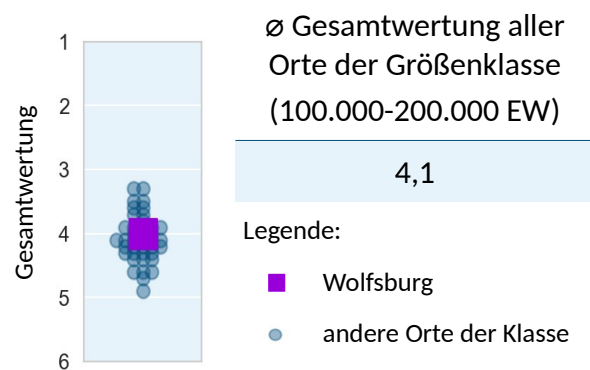 Gesamtwertung
1
2
3
4
5
6
⌀ Gesamtwertung aller
Orte der Größenklasse
(100.000-200.000 EW)
4,1
Legende:
Wolfsburg
andere Orte der Klasse